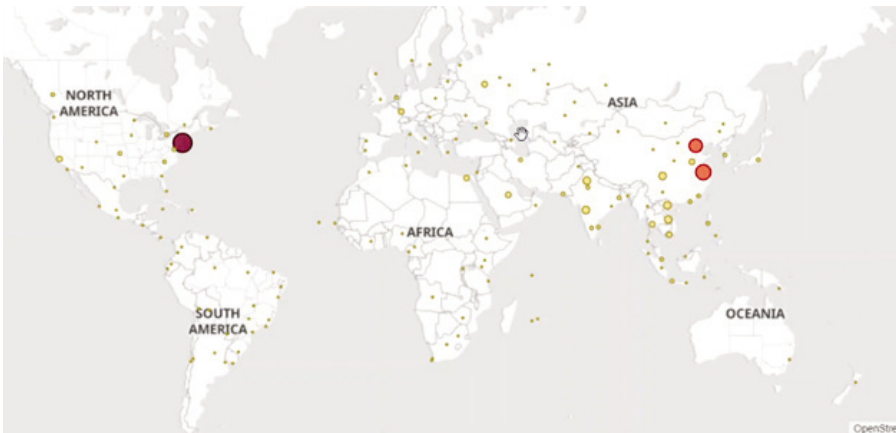 NORTH
AMERICA
ASIA
AFRICA
SOUTH
AMERICA
OCEANIA
OpenStre